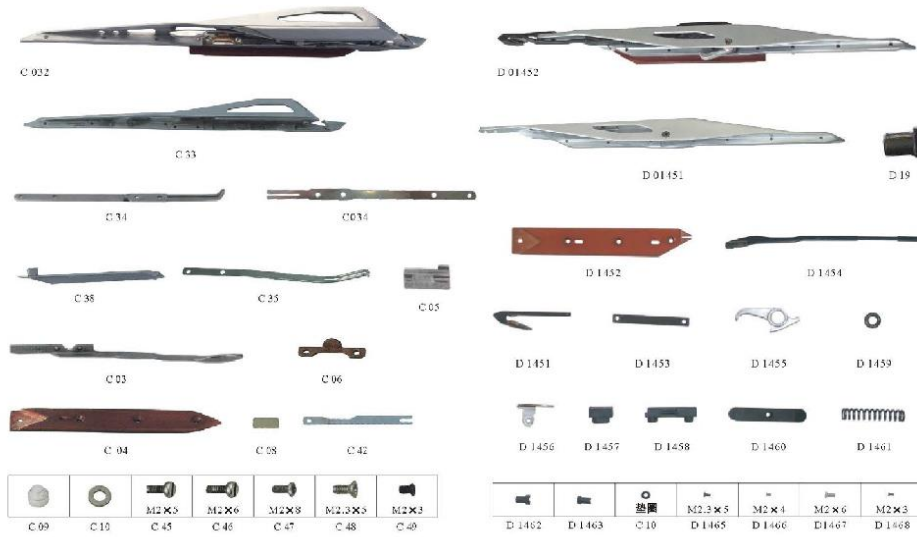 C 032
C 33
C 34
C 034
C 38
C 35
C 05
C 03
C 06
C 04
C 08
C 42
M2×5
M2×6
M2×8
M2.3×5
M2×3
C 09
C 10
C 45
C 46
C 47
C 48
C 49
D 01452
D 01451
D 19
D 1452
D 1454
D 1451
D 1453
D 1455
D 1459
D 1456
D 1457
D 1458
D 1460
D 1461
垫圈
M2.3×5
M2×4
M2×6
M2×3
D 1462
D 1463
C 10
D 1465
D 1466
D1467
D 1468